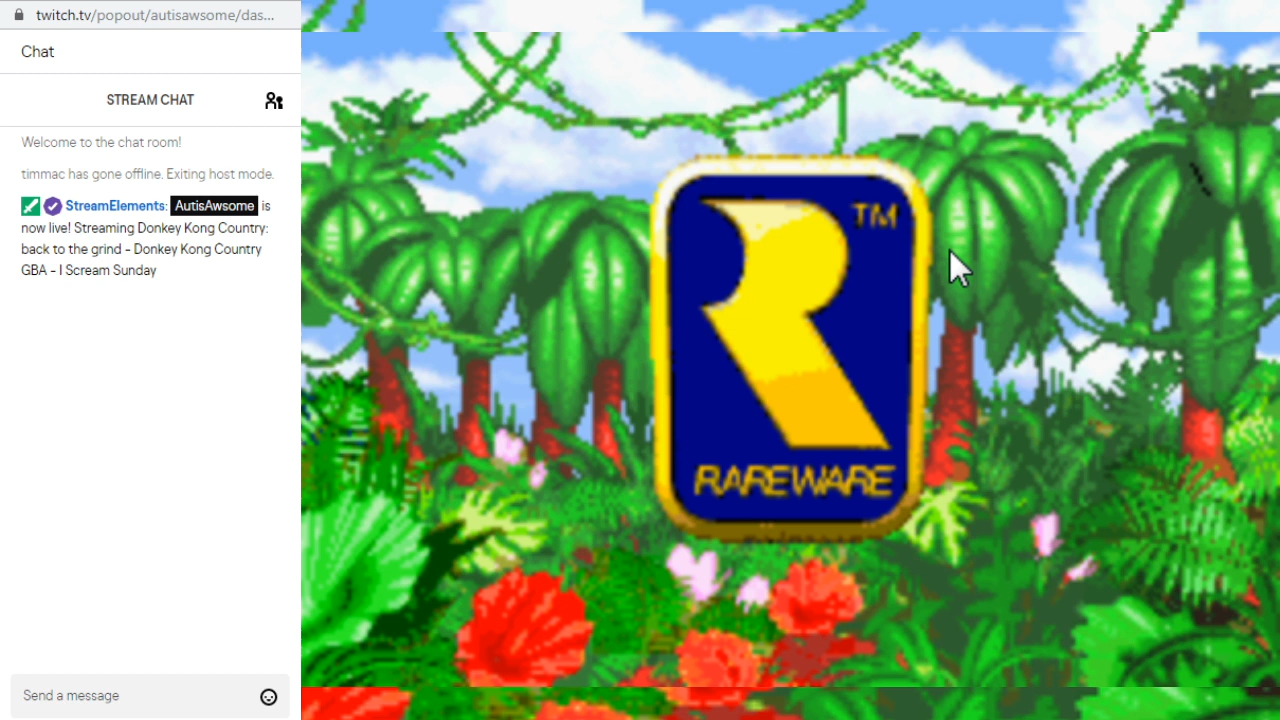 twitch.tv/popout/autisawsome/das...
Chat
STREAM CHAT
Welcome to the chat room!
timmac has gone offline. Exiting host mode.
StreamElements: AutisAwsome is
now live! Streaming Donkey Kong Country:
back to the grind - Donkey Kong Country
GBA - I Scream Sunday
TM
RAREWARE
Send a message